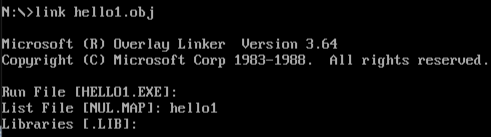 N:\>link hello1.obj
Microsoft (R) Overlay Linker  Version 3.64
Copyright (C) Microsoft Corp 1983-1988.  All rights reserved.
Run File [HELLO1.EXE]:
List File [NUL.MAP]: hello1
Libraries [.LIB]: